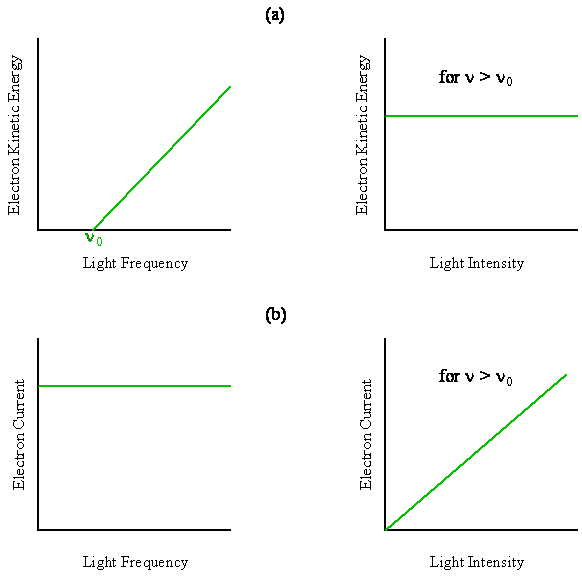 (a)
Electron Kinetic Energy
ν₀
Light Frequency
Electron Kinetic Energy
for ν > ν₀
Light Intensity
(b)
Electron Current
Light Frequency
Electron Current
for ν > ν₀
Light Intensity